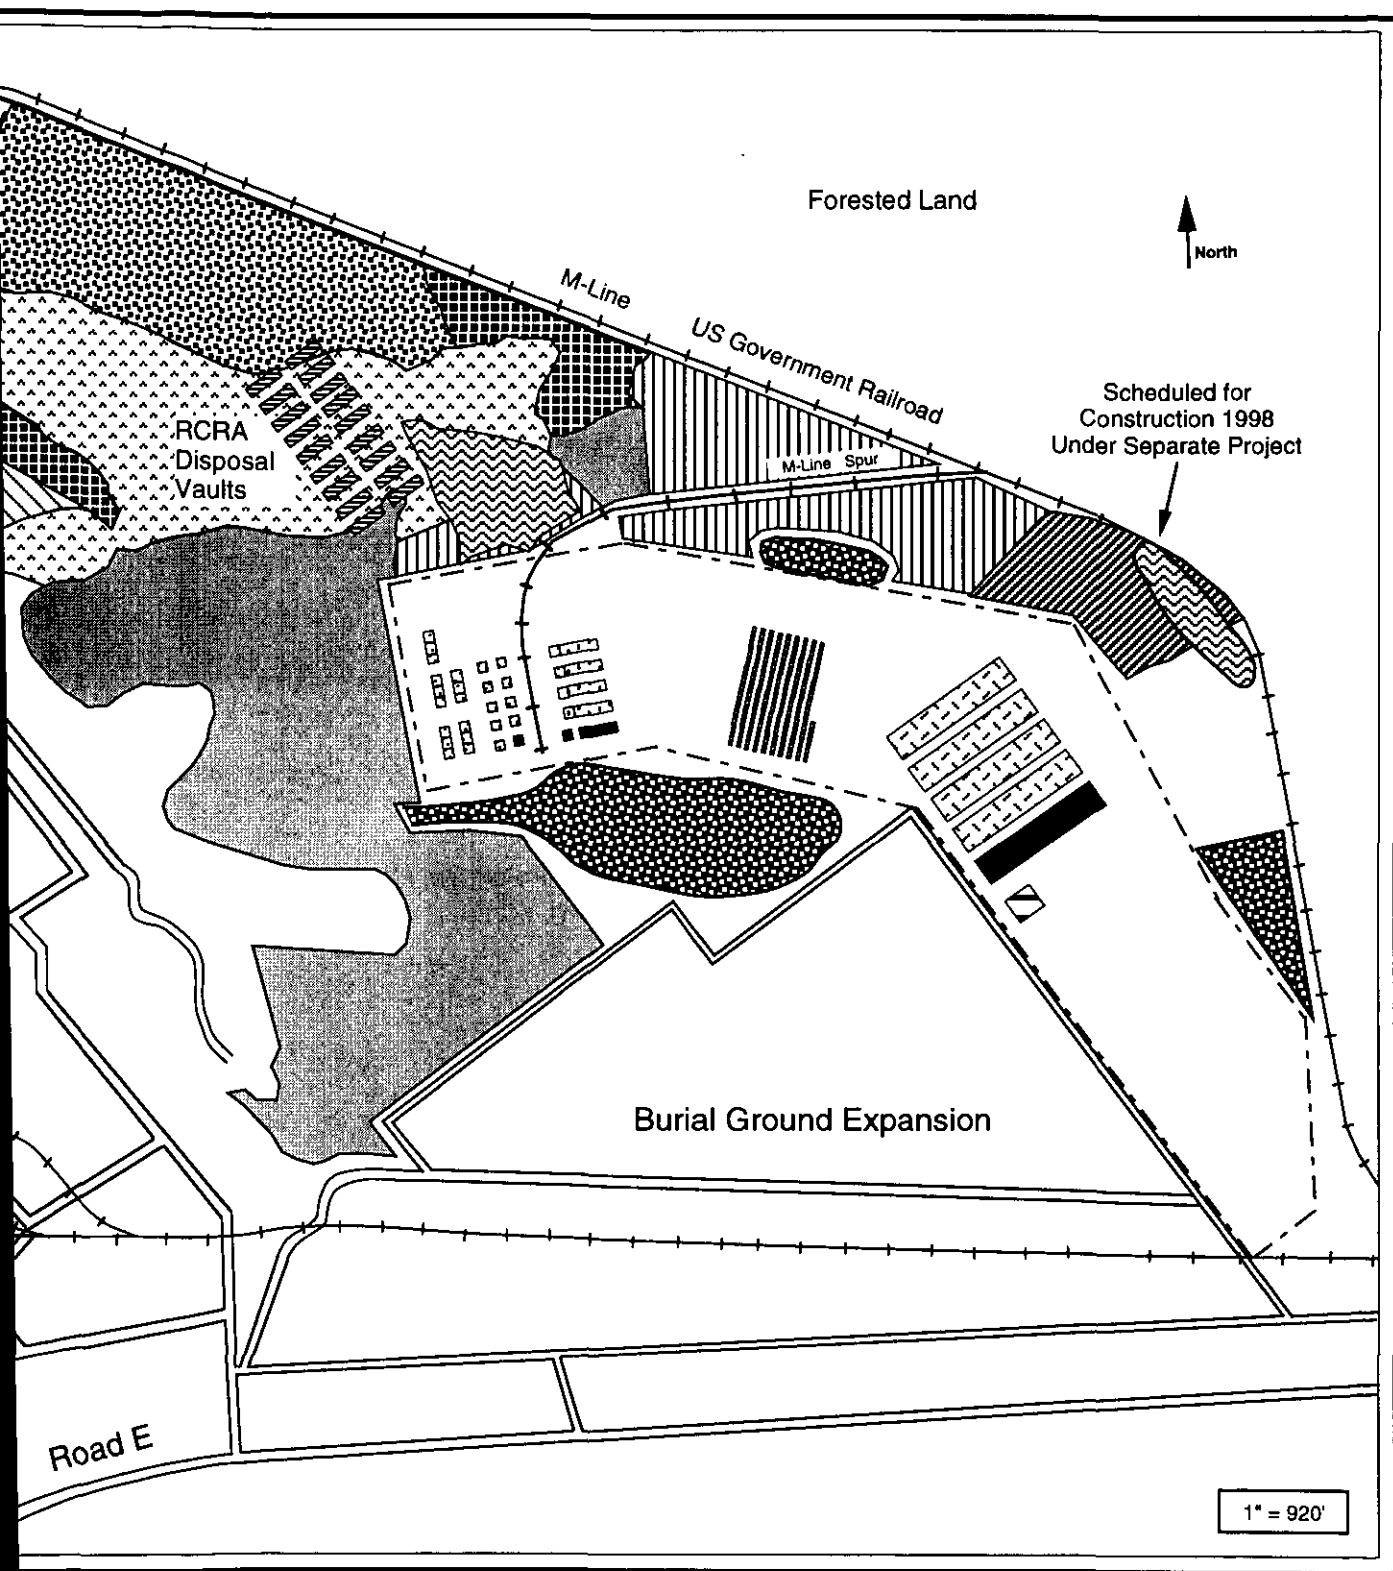 Forested Land
North
M-Line
US Government Railroad
Scheduled for
Construction 1998
Under Separate Project
RCRA
Disposal
Vaults
M-Line Spur
Burial Ground Expansion
Road E
1" = 920'